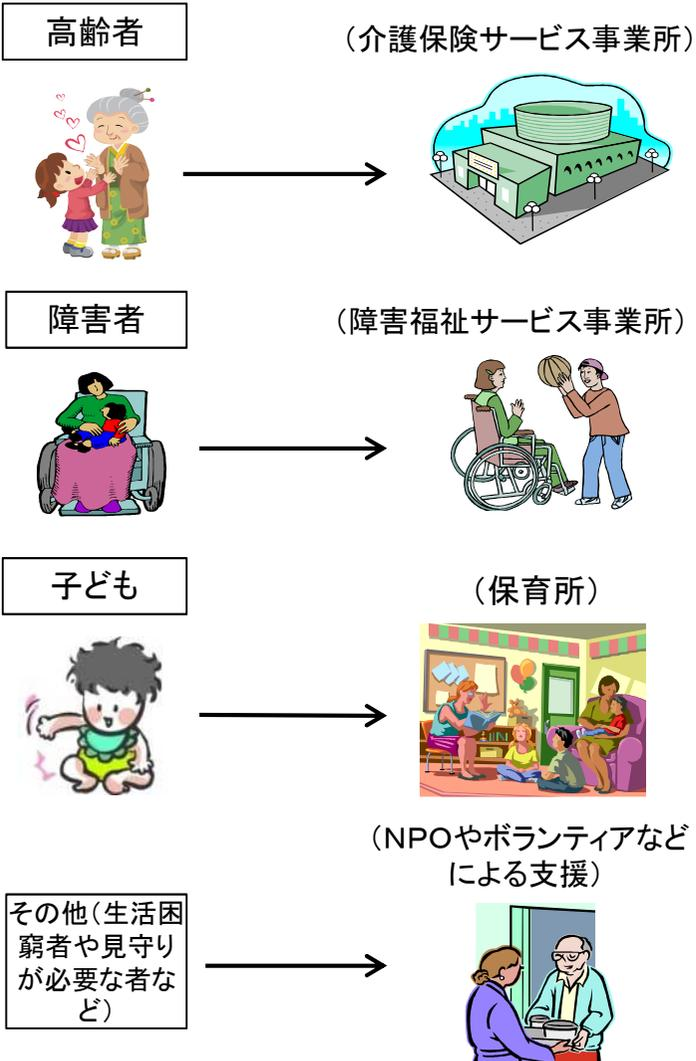 高齢者
（介護保険サービス事業所）
障害者
（障害福祉サービス事業所）
子ども
（保育所）
（ＮＰＯやボランティアなど
による支援）
その他（生活困
窮者や見守り
が必要な者な
ど）